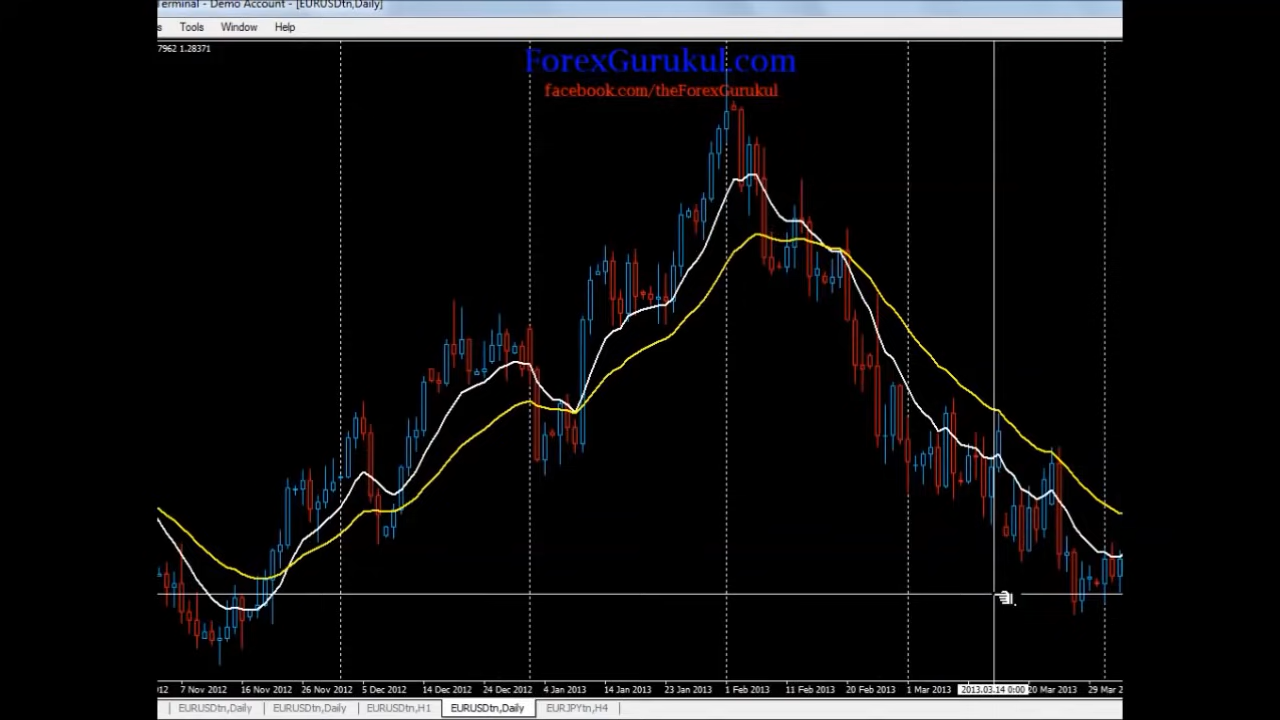 Terminal - Demo Account - [EURUSDtn,Daily]
s Tools Window Help
7962 1.28371
ForexGurukul.com
facebook.com/theForexGurukul
12 7 Nov 2012 16 Nov 2012 26 Nov 2012 5 Dec 2012 14 Dec 2012 24 Dec 2012 4 Jan 2013 14 Jan 2013 23 Jan 2013 1 Feb 2013 11 Feb 2013 20 Feb 2013 1 Mar 2013 2013.03.14 0:00 20 Mar 2013 29 Mar 2
EURUSDtn,Daily EURUSDtn,Daily EURUSDtn,H1 EURUSDtn,Daily EURJPYtn,H4